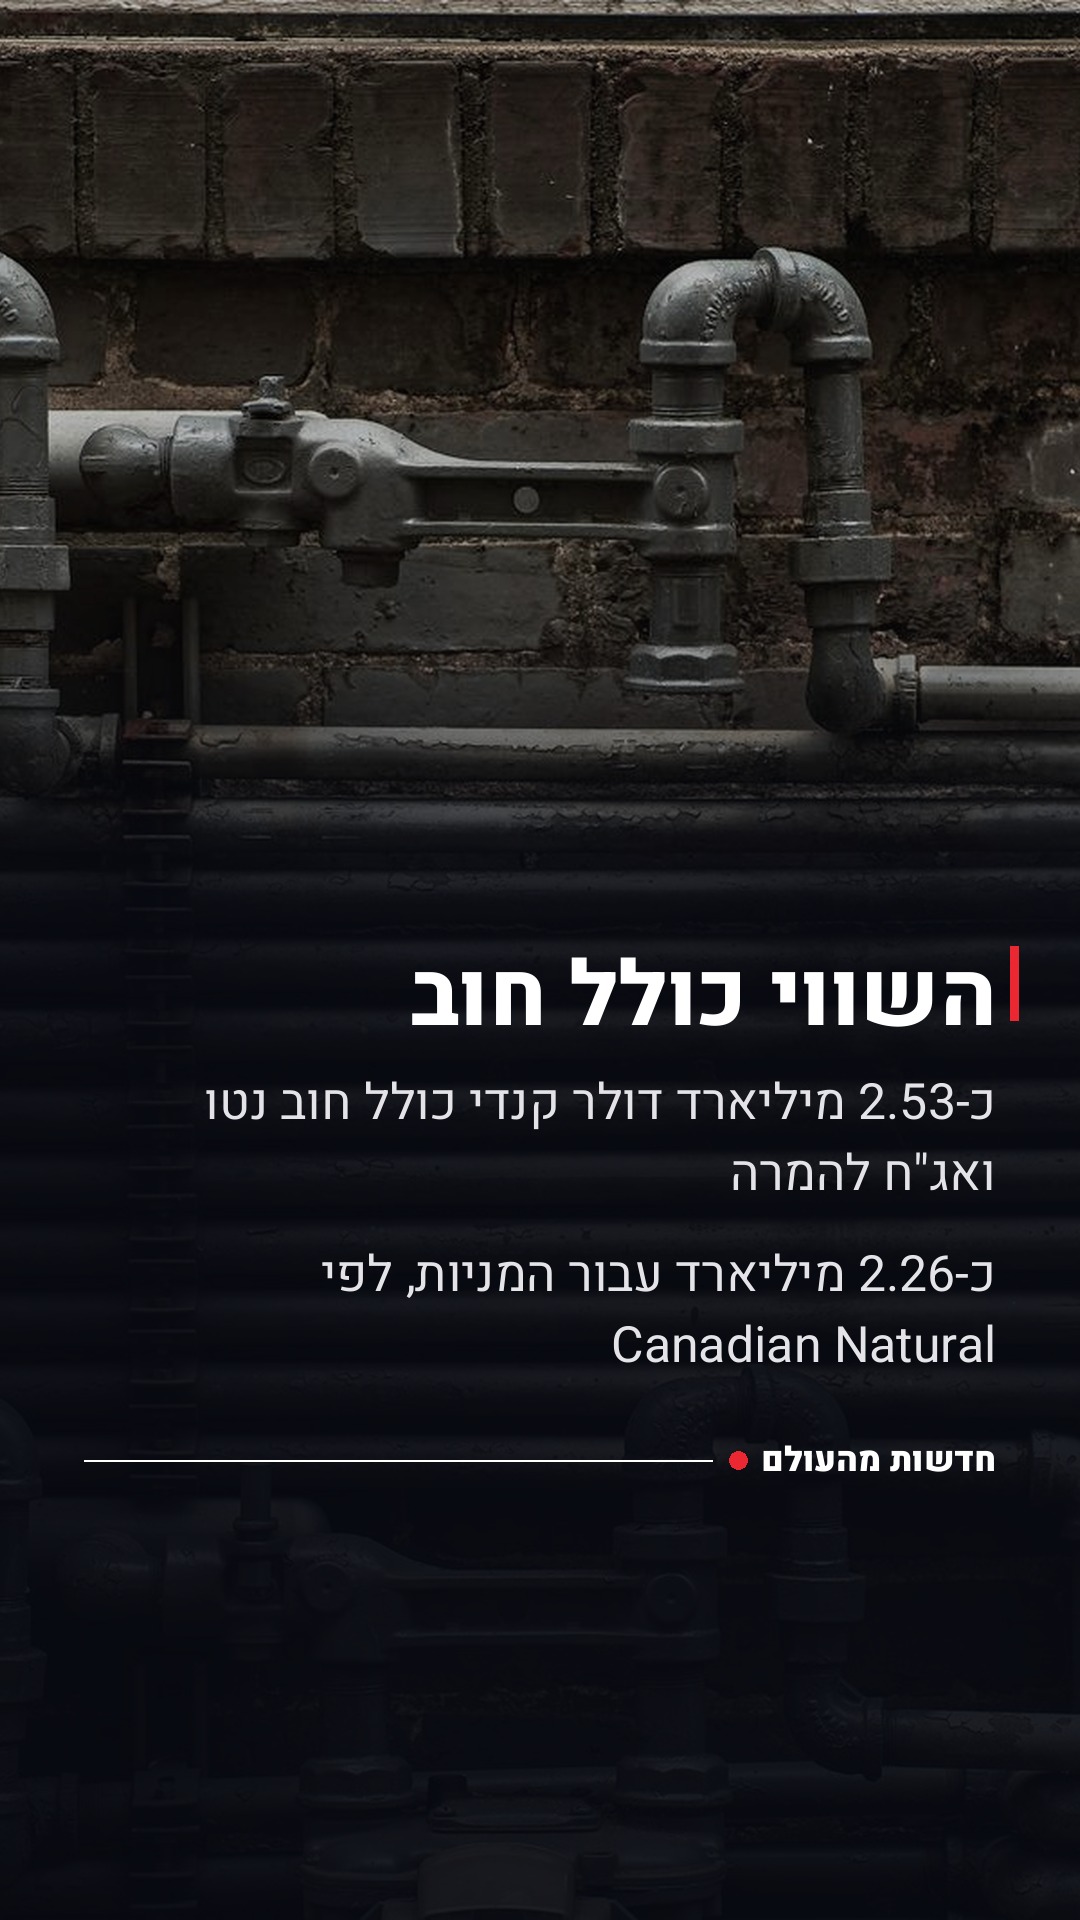 השווי כולל חוב
כ-2.53 מיליארד דולר קנדי כולל חוב נטו
ואג"ח להמרה
כ-2.26 מיליארד עבור המניות, לפי
Canadian Natural
חדשות מהעולם